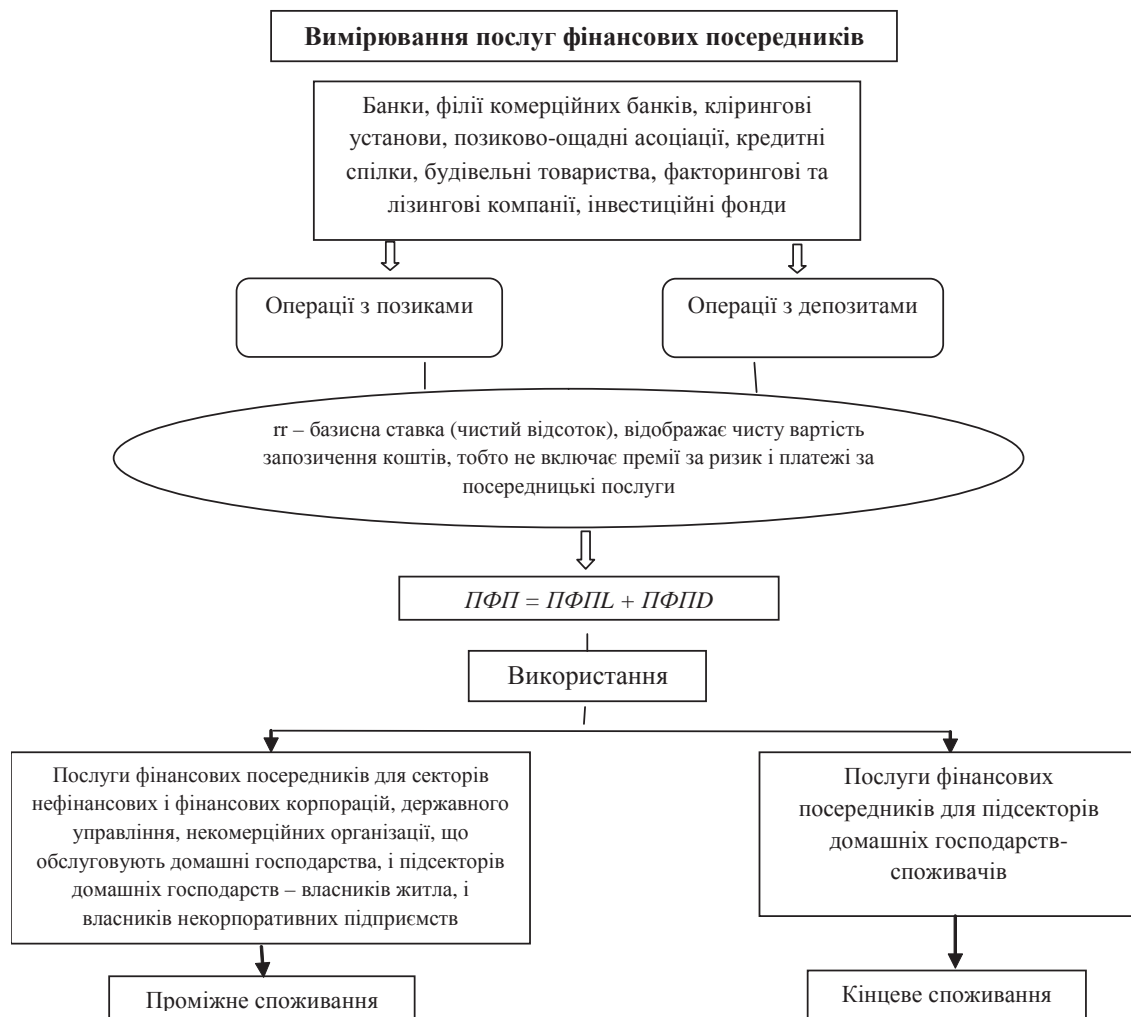 Вимірювання послуг фінансових посередників
Банки, філії комерційних банків, клірингові
установи, позиково-ощадні асоціації, кредитні
спілки, будівельні товариства, факторингові та
лізингові компанії, інвестиційні фонди
Операції з позиками
Операції з депозитами
rr – базисна ставка (чистий відсоток), відображає чисту вартість
запозичення коштів, тобто не включає премії за ризик і платежі за
посередницькі послуги
ПФП = ПФПL + ПФПD
Використання
Послуги фінансових посередників для секторів
нефінансових і фінансових корпорацій, державного
управління, некомерційних організації, що
обслуговують домашні господарства, і підсекторів
домашніх господарств – власників житла, і
власників некорпоративних підприємств
Послуги фінансових
посередників для підсекторів
домашніх господарств-
споживачів
Проміжне споживання
Кінцеве споживання